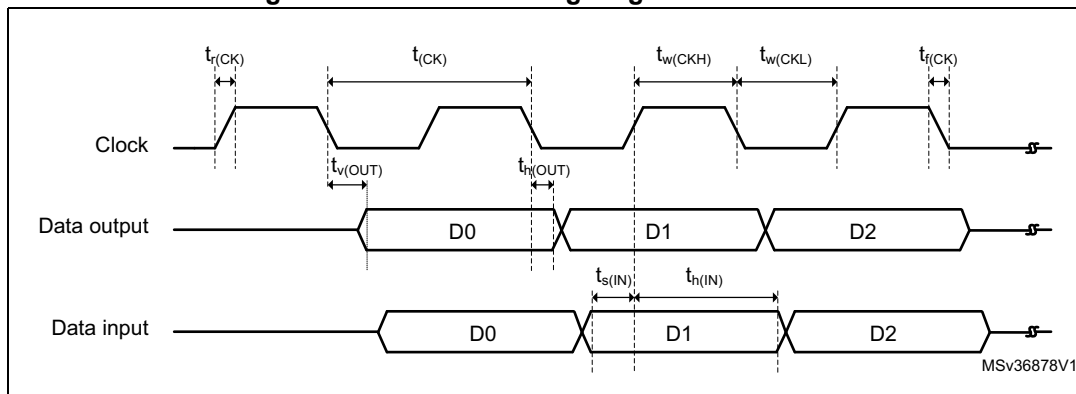 tr(CK) t(CK) tw(CKH) tw(CKL) tf(CK)
Clock
tv(OUT) th(OUT)
Data output D0 D1 D2
ts(IN) th(IN)
Data input D0 D1 D2
MSv36878V1